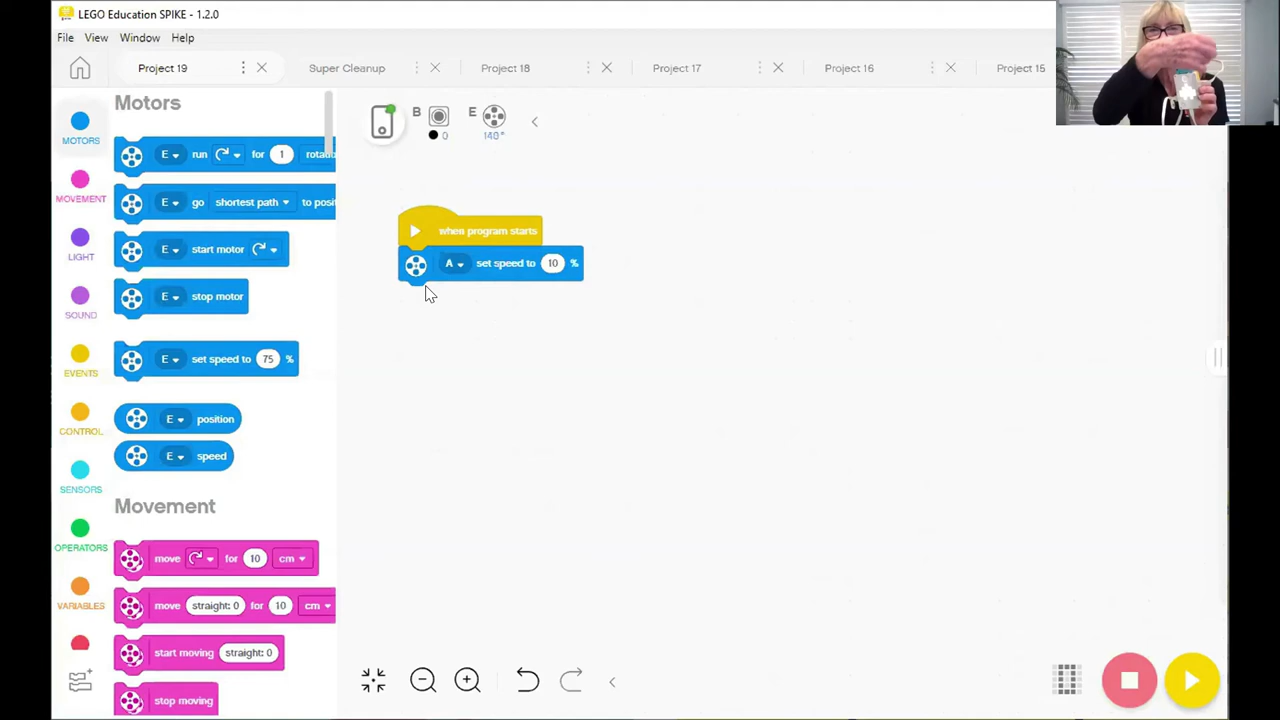 LEGO Education SPIKE - 1.2.0
File View Window Help
Project 19 Super Cleanup Project 18 Project 17 Project 16 Project 15
MOTORS
MOVEMENT
LIGHT
SOUND
EVENTS
CONTROL
SENSORS
OPERATORS
VARIABLES
Motors
E run for 1 rotati
E go shortest path to posit
E start motor
E stop motor
E set speed to 75 %
E position
E speed
Movement
move for 10 cm
move straight: 0 for 10 cm
start moving straight: 0
stop moving
B 0 E 140°
when program starts
A set speed to 10 %